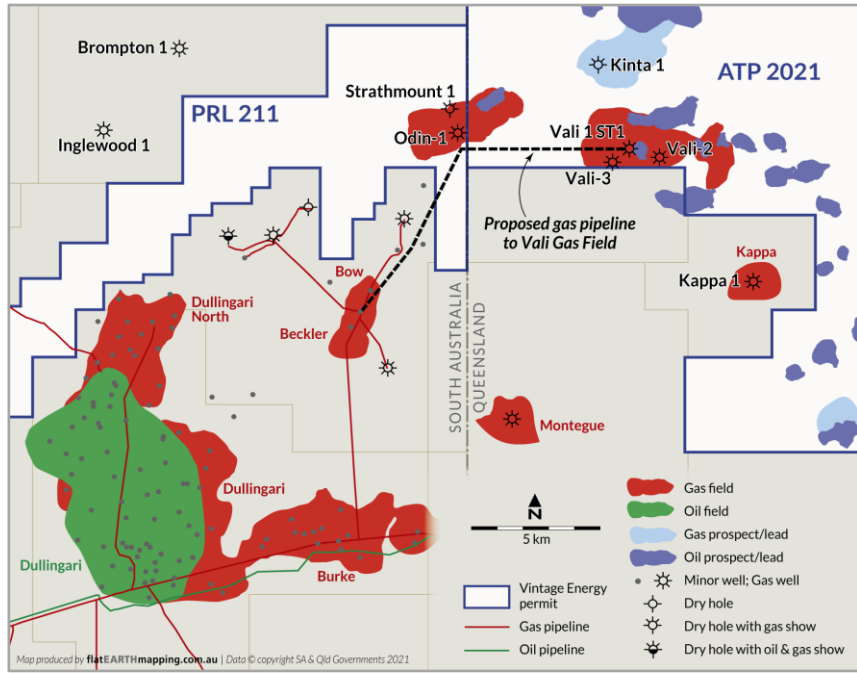 Brompton 1
Inglewood 1
PRL 211
Strathmount 1
Odin-1
Kinta 1
ATP 2021
Vali 1 ST1
Vali-2
Vali-3
Proposed gas pipeline
to Vali Gas Field
Bow
Beckler
Kappa
Kappa 1
Dullingari
North
SOUTH AUSTRALIA
QUEENSLAND
Montegue
Dullingari
Dullingari
Burke
N
5 km
Gas field
Oil field
Gas prospect/lead
Oil prospect/lead
Minor well; Gas well
Dry hole
Dry hole with gas show
Dry hole with oil & gas show
Vintage Energy
permit
Gas pipeline
Oil pipeline
Map produced by flatEARTHmapping.com.au | Data © copyright SA & Qld Governments 2021